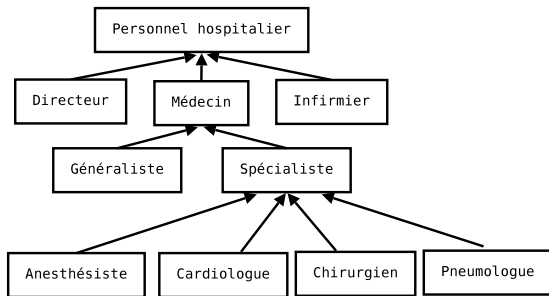 Personnel hospitalier
Directeur
Médecin
Infirmier
Généraliste
Spécialiste
Anesthésiste
Cardiologue
Chirurgien
Pneumologue